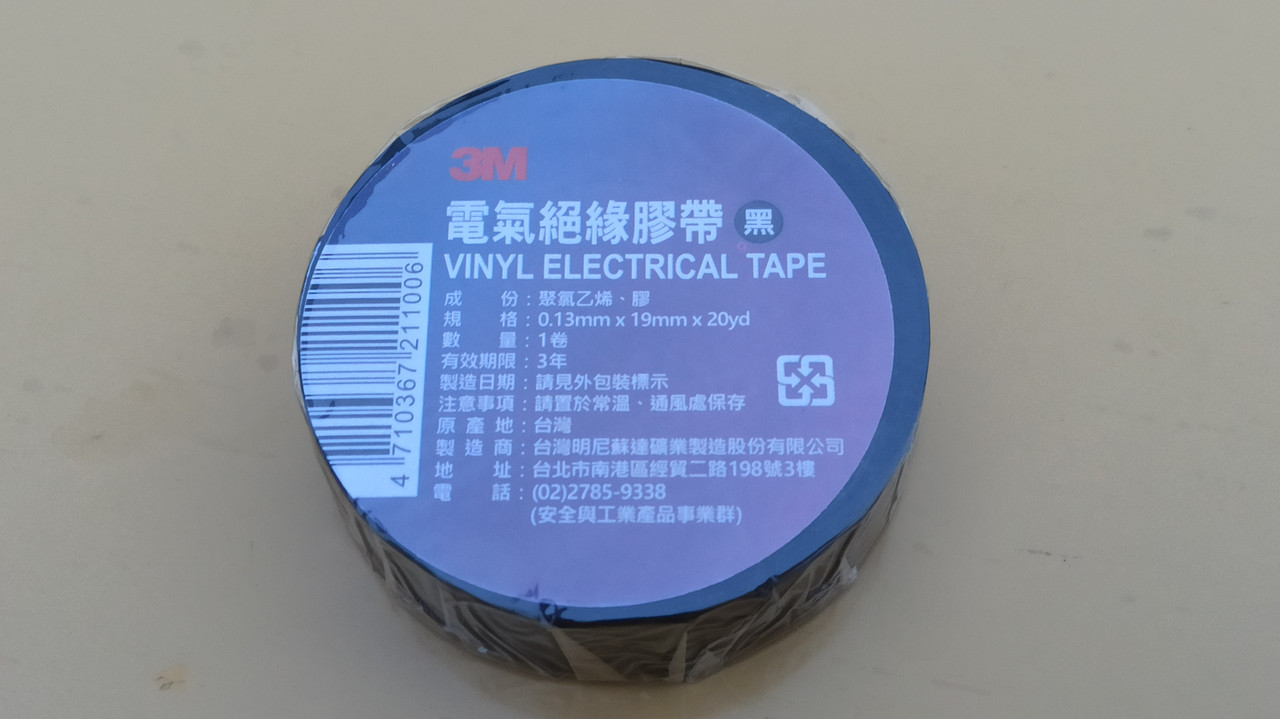 3M
電氣絕緣膠帶 黑
VINYL ELECTRICAL TAPE
成份：聚氯乙烯、膠
規格：0.13mm x 19mm x 20yd
數量：1卷
有效期限：3年
製造日期：請見外包裝標示
注意事項：請置於常溫、通風處保存
原產地：台灣
製造商：台灣明尼蘇達礦業製造股份有限公司
地址：台北市南港區經貿二路198號3樓
電話：(02)2785-9338
(安全與工業產品事業群)
4 710367 211006